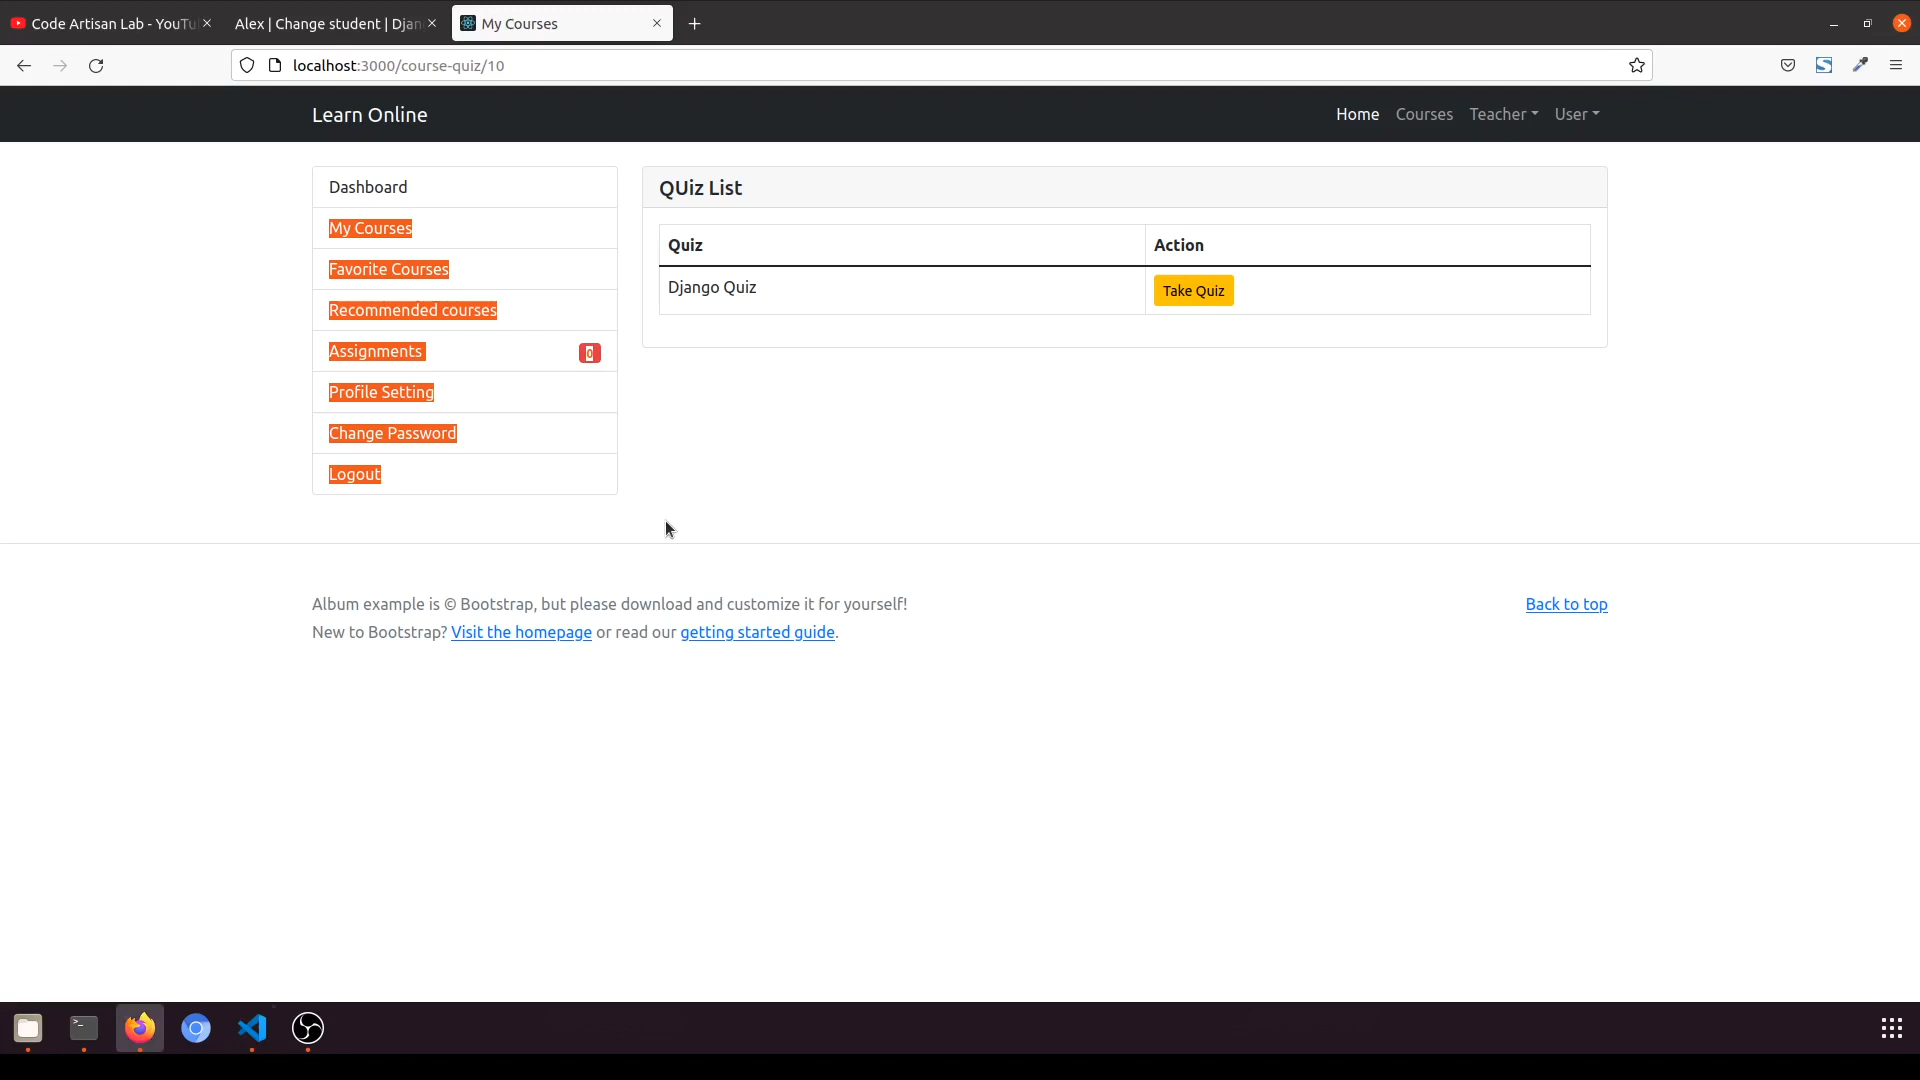 Code Artisan Lab - YouTu
Alex | Change student | Djan
My Courses
localhost:3000/course-quiz/10
Learn Online
Home
Courses
Teacher
User
Dashboard
My Courses
Favorite Courses
Recommended courses
Assignments
0
Profile Setting
Change Password
Logout
QUiz List
Quiz
Action
Django Quiz
Take Quiz
Album example is © Bootstrap, but please download and customize it for yourself!
Back to top
New to Bootstrap? Visit the homepage or read our getting started guide.